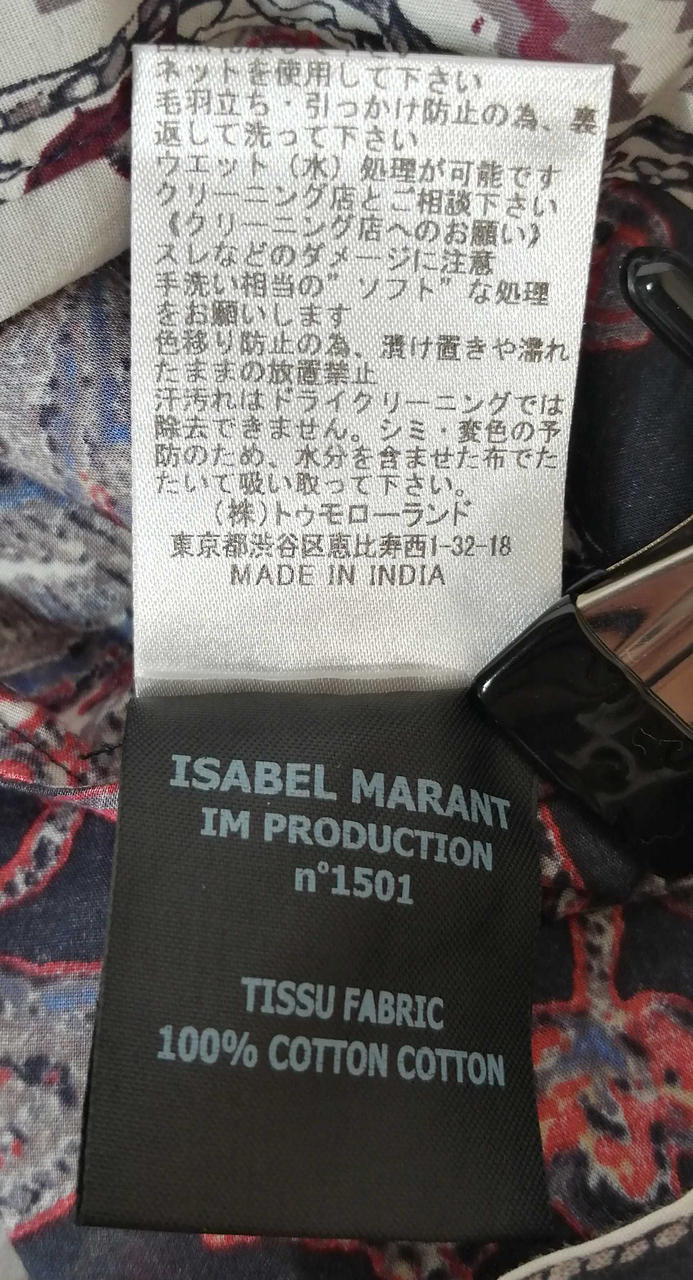 ネットを使用して下さい
毛羽立ち・引っかけ防止の為、裏
返して洗って下さい
ウエット（水）処理が可能です
クリーニング店とご相談下さい
《クリーニング店へのお願い》
スレなどのダメージに注意
手洗い相当の”ソフト”な処理
をお願いします
色移り防止の為、漬け置きや濡れ
たままの放置禁止
汗汚れはドライクリーニングでは
除去できません。シミ・変色の予
防のため、水分を含ませた布でた
たいて吸い取って下さい。
（株）トゥモローランド
東京都渋谷区恵比寿西1-32-18
MADE IN INDIA
ISABEL MARANT
IM PRODUCTION
n°1501
TISSU FABRIC
100% COTTON COTTON